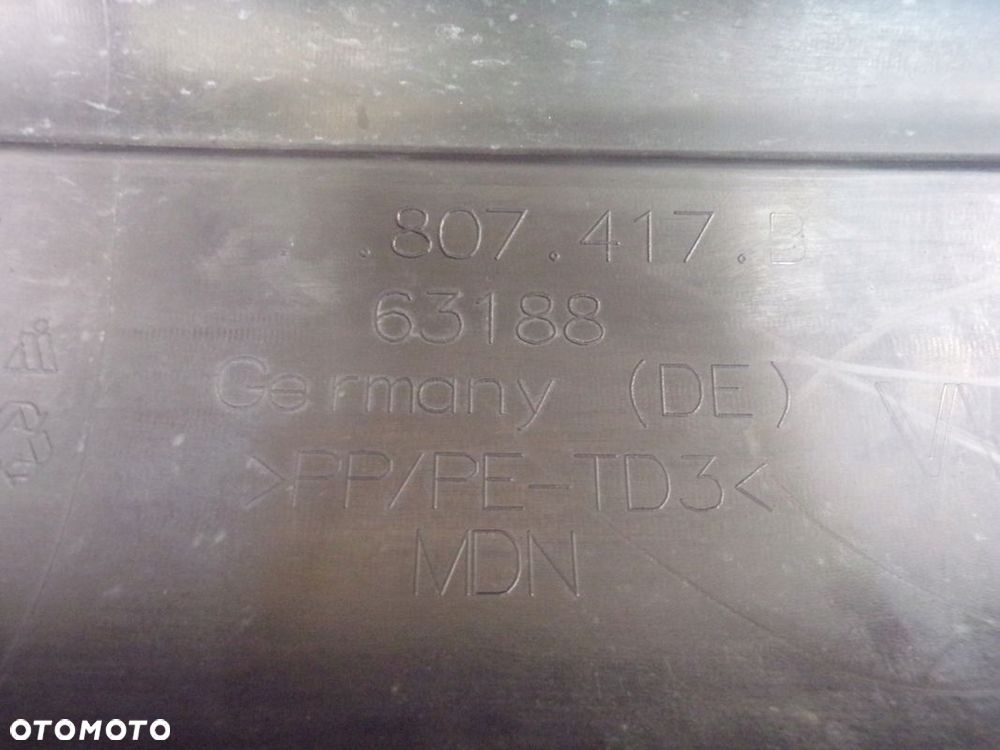 .807.417.B
63188
Germany (DE)
>PP/PE-TD3<
MDN
OTOMOTO